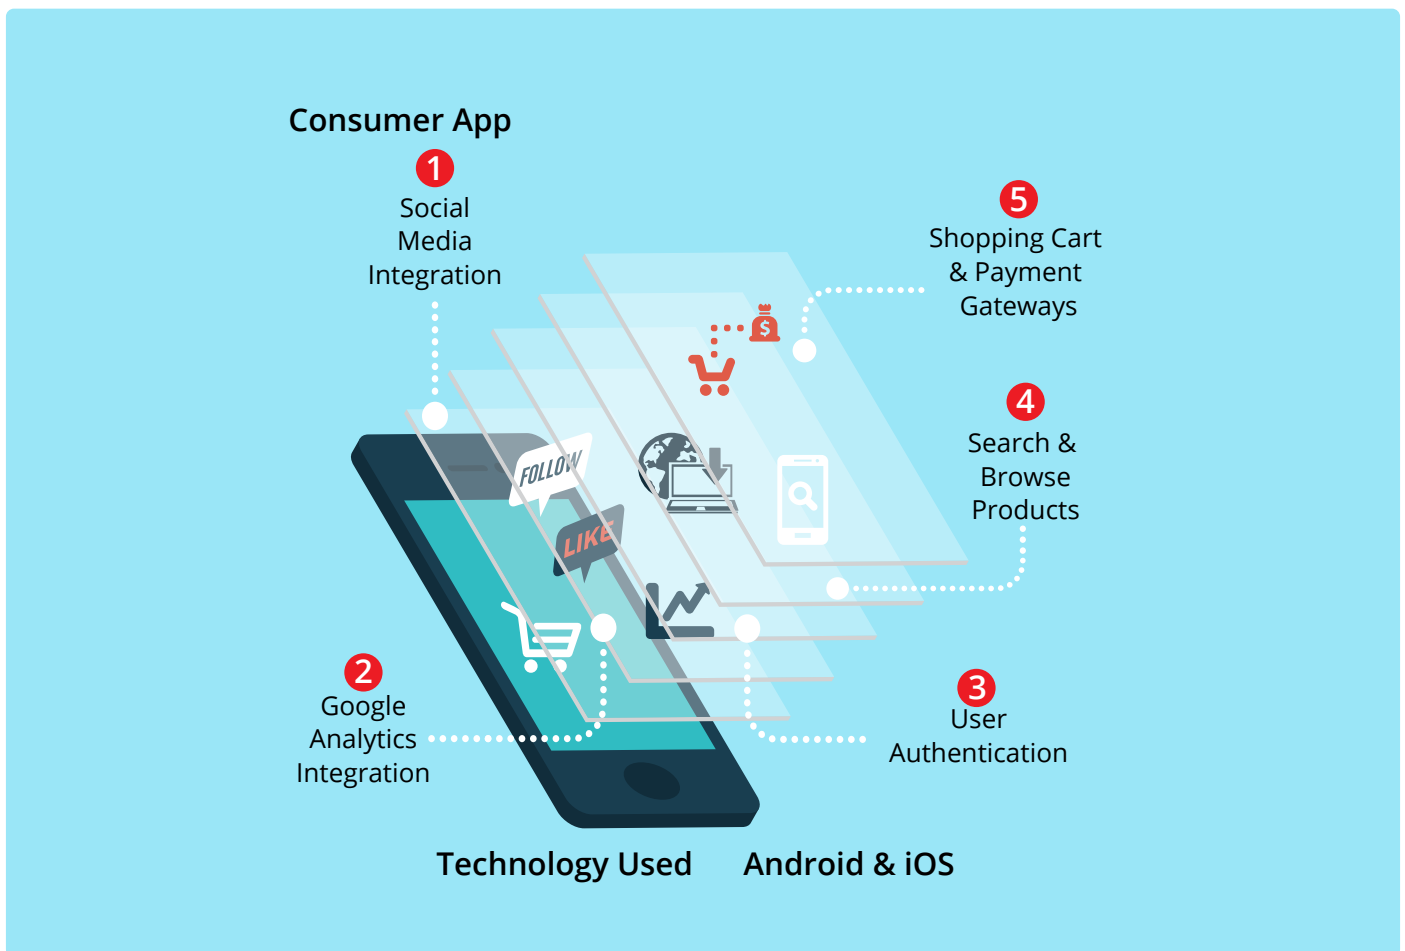 Consumer App
1
Social
Media
Integration
5
Shopping Cart
& Payment
Gateways
$
4
Search &
Browse
Products
FOLLOW
LIKE
2
Google
Analytics
Integration
3
User
Authentication
Technology Used Android & iOS